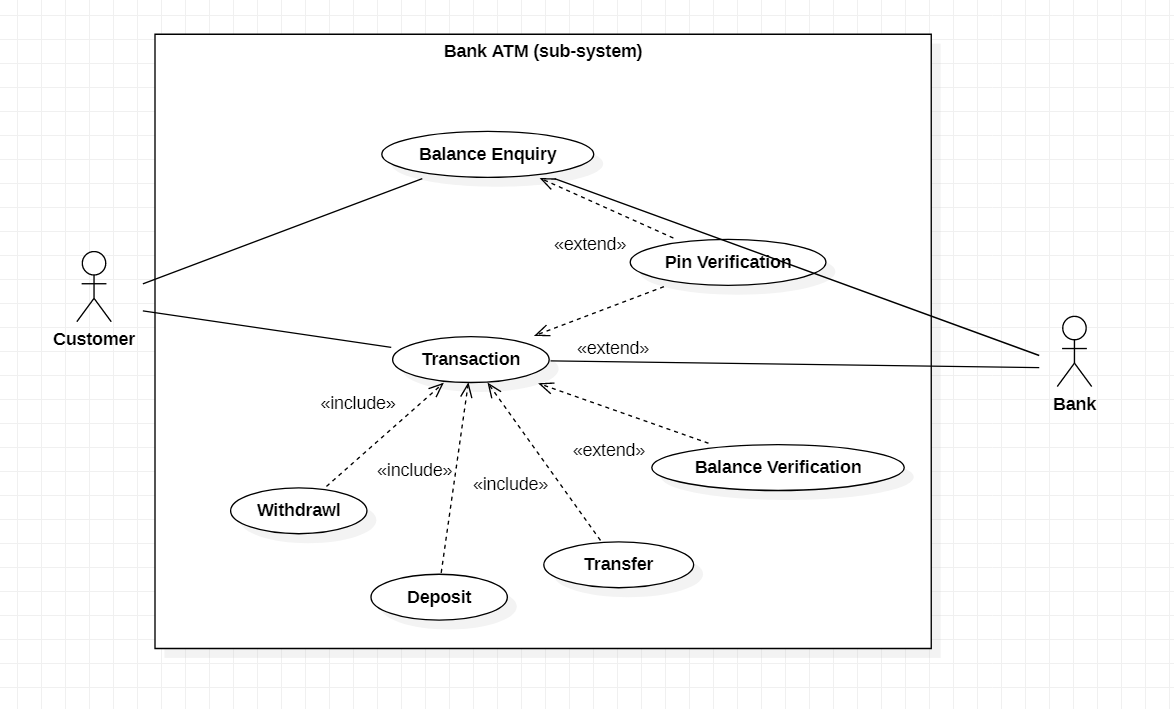 Bank ATM (sub-system)
Balance Enquiry
«extend»
Pin Verification
Customer
«extend»
Transaction
Bank
«include»
«extend»
Balance Verification
«include»
«include»
Withdrawl
Transfer
Deposit